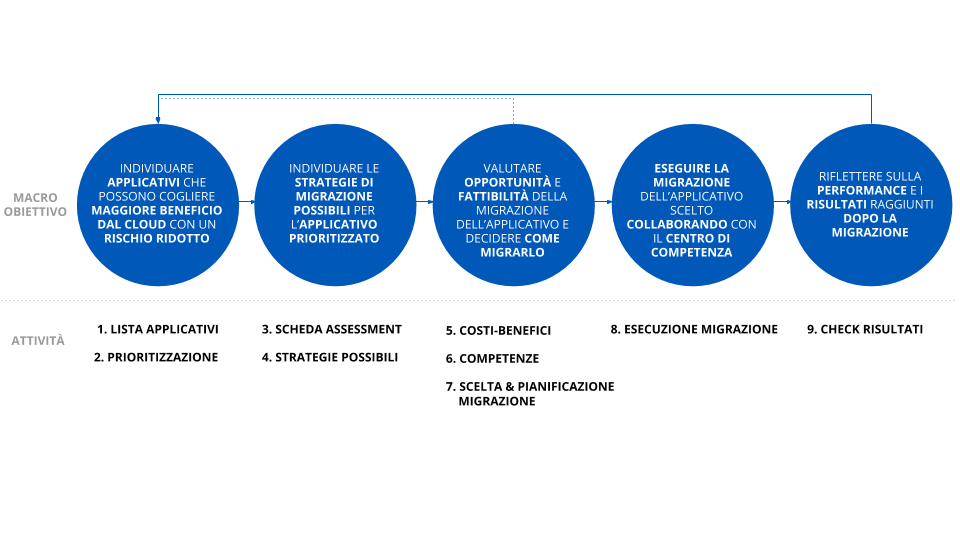 MACRO
OBIETTIVO
INDIVIDUARE
APPLICATIVI CHE
POSSONO COGLIERE
MAGGIORE BENEFICIO
DAL CLOUD CON UN
RISCHIO RIDOTTO
INDIVIDUARE LE
STRATEGIE DI
MIGRAZIONE
POSSIBILI PER
L'APPLICATIVO
PRIORITIZZATO
VALUTARE
OPPORTUNITÀ E
FATTIBILITÀ DELLA
MIGRAZIONE
DELL'APPLICATIVO E
DECIDERE COME
MIGRARLO
ESEGUIRE LA
MIGRAZIONE
DELL'APPLICATIVO
SCELTO
COLLABORANDO CON
IL CENTRO DI
COMPETENZA
RIFLETTERE SULLA
PERFORMANCE E I
RISULTATI RAGGIUNTI
DOPO LA
MIGRAZIONE
ATTIVITÀ
1. LISTA APPLICATIVI
2. PRIORITIZZAZIONE
3. SCHEDA ASSESSMENT
4. STRATEGIE POSSIBILI
5. COSTI-BENEFICI
6. COMPETENZE
7. SCELTA & PIANIFICAZIONE
MIGRAZIONE
8. ESECUZIONE MIGRAZIONE
9. CHECK RISULTATI